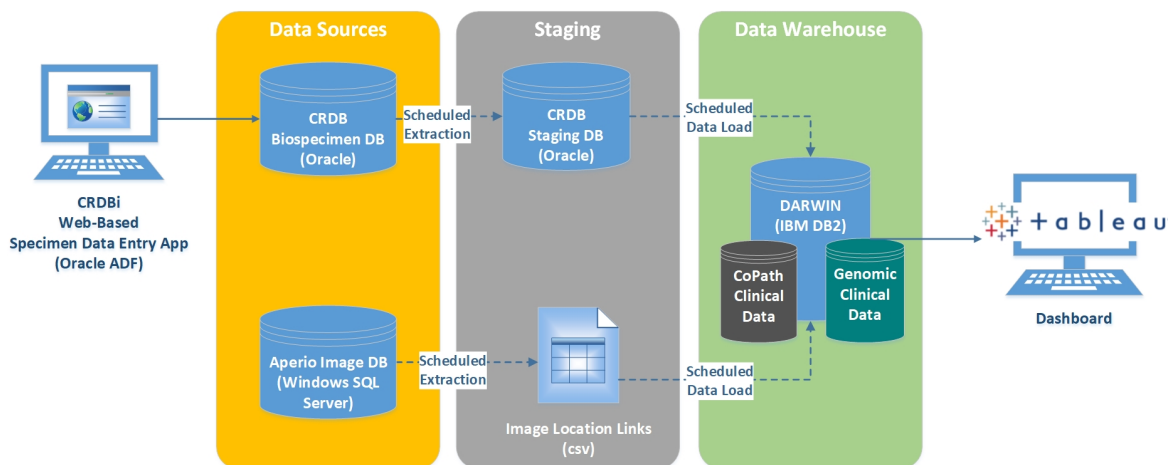 Data Sources
Staging
Data Warehouse
CRDBi
Web-Based
Specimen Data Entry App
(Oracle ADF)
CRDB
Biospecimen DB
(Oracle)
Scheduled
Extraction
CRDB
Staging DB
(Oracle)
Scheduled
Data Load
DARWIN
(IBM DB2)
CoPath
Clinical
Data
Genomic
Clinical
Data
tableau
Dashboard
Aperio Image DB
(Windows SQL
Server)
Scheduled
Extraction
Image Location Links
(csv)
Scheduled
Data Load